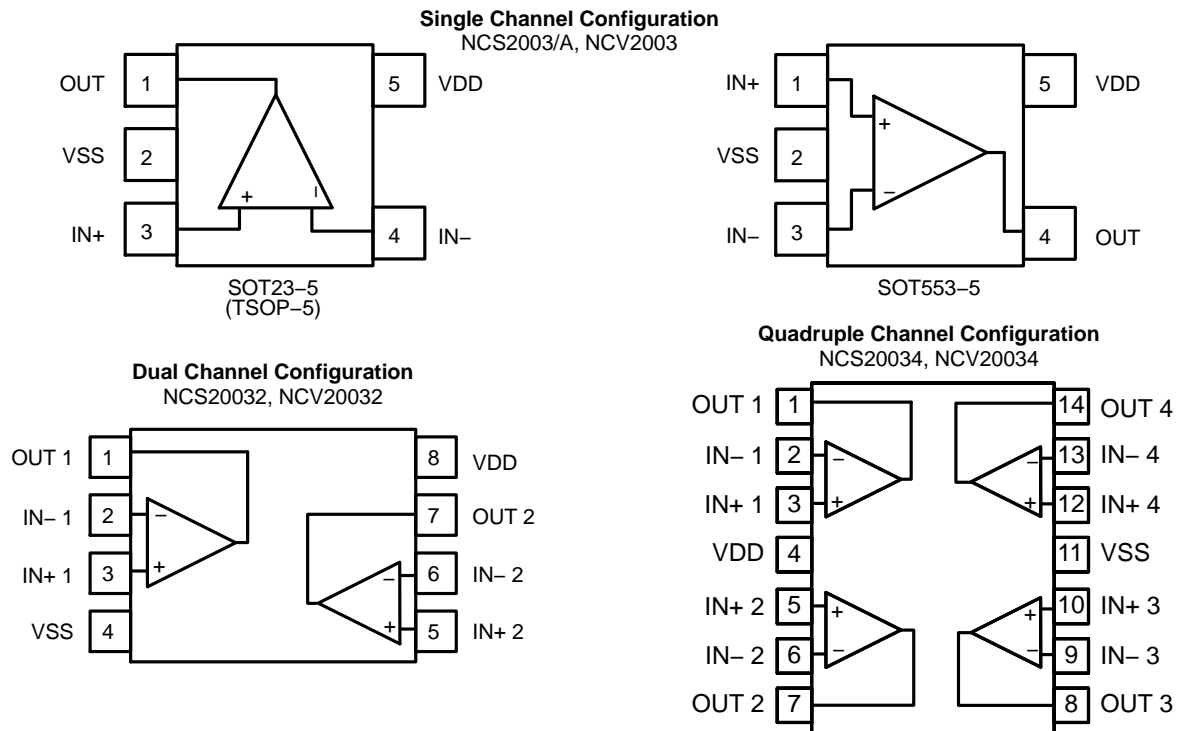 Single Channel Configuration
NCS2003/A, NCV2003
OUT 1 5 VDD
VSS 2
+ –
IN+ 3 4 IN–
SOT23–5
(TSOP–5)
IN+ 1 5 VDD
+
VSS 2
–
IN– 3 4 OUT
SOT553–5
Dual Channel Configuration
NCS20032, NCV20032
OUT 1 1 8 VDD
IN– 1 2 – 7 OUT 2
IN+ 1 3 + – 6 IN– 2
VSS 4 + 5 IN+ 2
Quadruple Channel Configuration
NCS20034, NCV20034
OUT 1 1 14 OUT 4
IN– 1 2 – – 13 IN– 4
IN+ 1 3 + + 12 IN+ 4
VDD 4 11 VSS
IN+ 2 5 + + 10 IN+ 3
IN– 2 6 – – 9 IN– 3
OUT 2 7 8 OUT 3